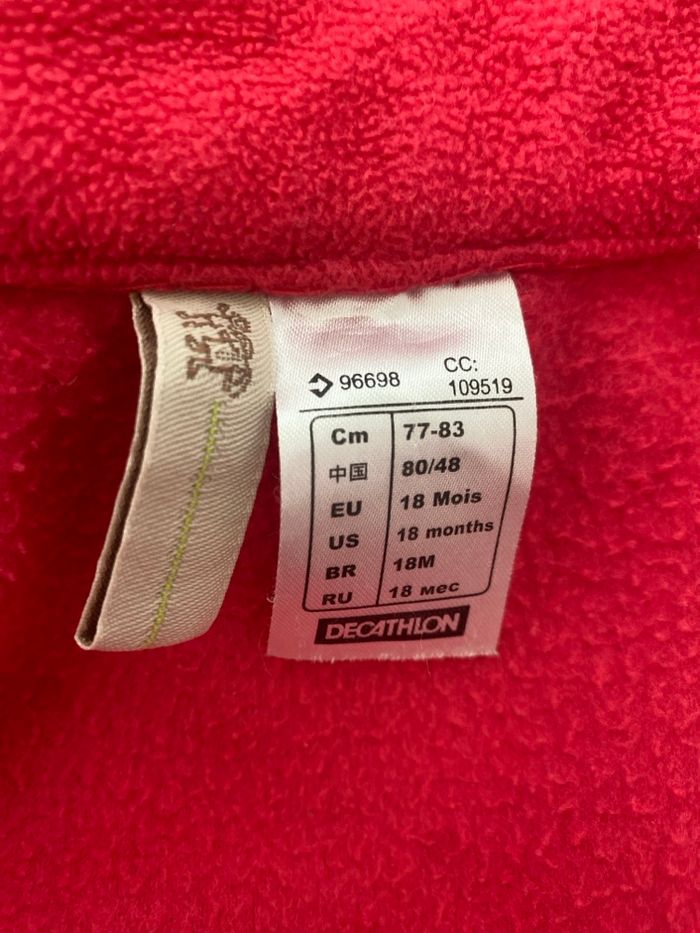 96698
CC:
109519
Cm 77-83
中国 80/48
EU 18 Mois
US 18 months
BR 18M
RU 18 мес
DECATHLON